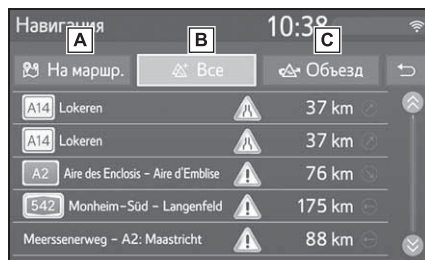 Навигация 10:38
A B C
На маршр. Все Объезд
A14 Lokeren 37 km
A14 Lokeren 37 km
A2 Aire des Enclosis - Aire d'Emblise 76 km
542 Monheim-Süd - Langenfeld 175 km
Meerssenerweg - A2: Maastricht 88 km